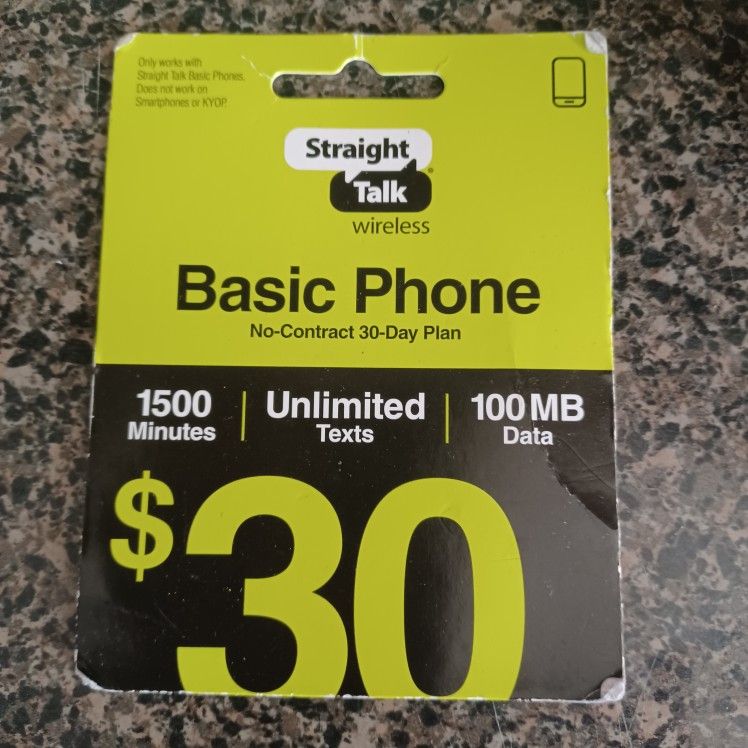 Only works with
Straight Talk Basic Phones.
Does not work on
Smartphones or KYOP.
Straight
Talk®
wireless
Basic Phone
No-Contract 30-Day Plan
1500
Minutes
Unlimited
Texts
100 MB
Data
$30